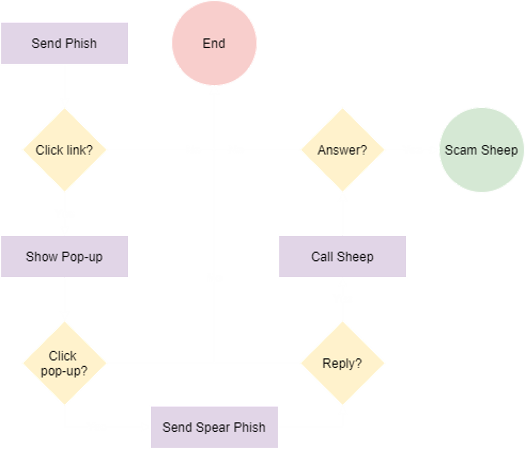 Send Phish
End
Click link?
Answer?
Scam Sheep
Show Pop-up
Call Sheep
Click
pop-up?
Reply?
Send Spear Phish